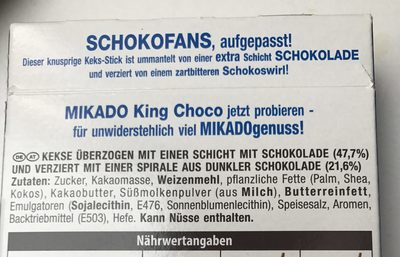 SCHOKOFANS, aufgepasst!
Dieser knusprige Keks-Stick ist ummantelt von einer extra Schicht SCHOKOLADE
und verziert von einem zartbitteren Schokoswirl!
MIKADO King Choco jetzt probieren -
für unwiderstehlich viel MIKADOgenuss!
DE AT KEKSE ÜBERZOGEN MIT EINER SCHICHT MIT SCHOKOLADE (47,7%)
UND VERZIERT MIT EINER SPIRALE AUS DUNKLER SCHOKOLADE (21,6%)
Zutaten: Zucker, Kakaomasse, Weizenmehl, pflanzliche Fette (Palm, Shea,
Kokos), Kakaobutter, Süßmolkenpulver (aus Milch), Butterreinfett,
Emulgatoren (Sojalecithin, E476, Sonnenblumenlecithin), Speisesalz, Aromen,
Backtriebmittel (E503), Hefe. Kann Nüsse enthalten.
Nährwertangaben